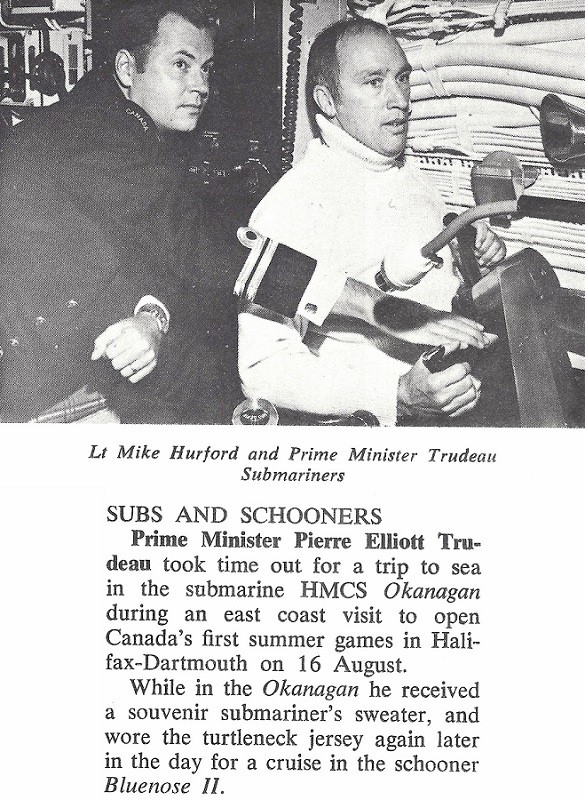 CANADA
Lt Mike Hurford and Prime Minister Trudeau
Submariners
SUBS AND SCHOONERS
Prime Minister Pierre Elliott Tru-
deau took time out for a trip to sea
in the submarine HMCS Okanagan
during an east coast visit to open
Canada's first summer games in Hali-
fax-Dartmouth on 16 August.
While in the Okanagan he received
a souvenir submariner's sweater, and
wore the turtleneck jersey again later
in the day for a cruise in the schooner
Bluenose II.